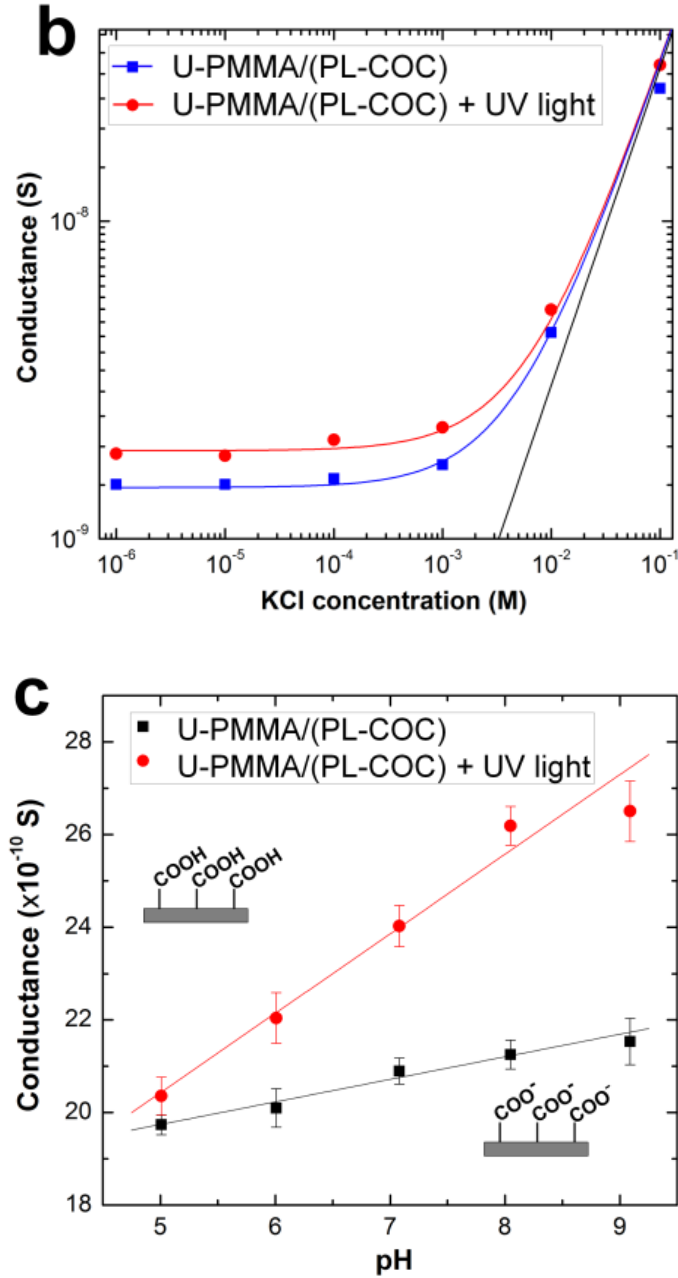 b
U-PMMA/(PL-COC)
U-PMMA/(PL-COC) + UV light
Conductance (S)
10⁻⁸
10⁻⁹
10⁻⁶ 10⁻⁵ 10⁻⁴ 10⁻³ 10⁻² 10⁻¹
KCl concentration (M)
c
U-PMMA/(PL-COC)
U-PMMA/(PL-COC) + UV light
Conductance (x10⁻¹⁰ S)
28
26
24
22
20
18
COOH COOH COOH
COO⁻ COO⁻ COO⁻
5 6 7 8 9
pH